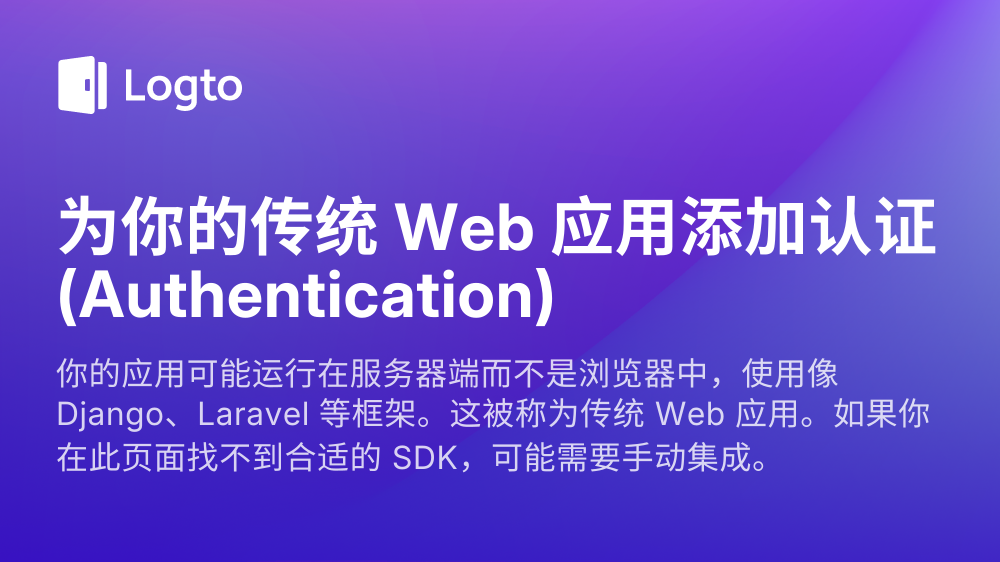 Logto
为你的传统 Web 应用添加认证
(Authentication)
你的应用可能运行在服务器端而不是浏览器中，使用像
Django、Laravel 等框架。这被称为传统 Web 应用。如果你
在此页面找不到合适的 SDK，可能需要手动集成。